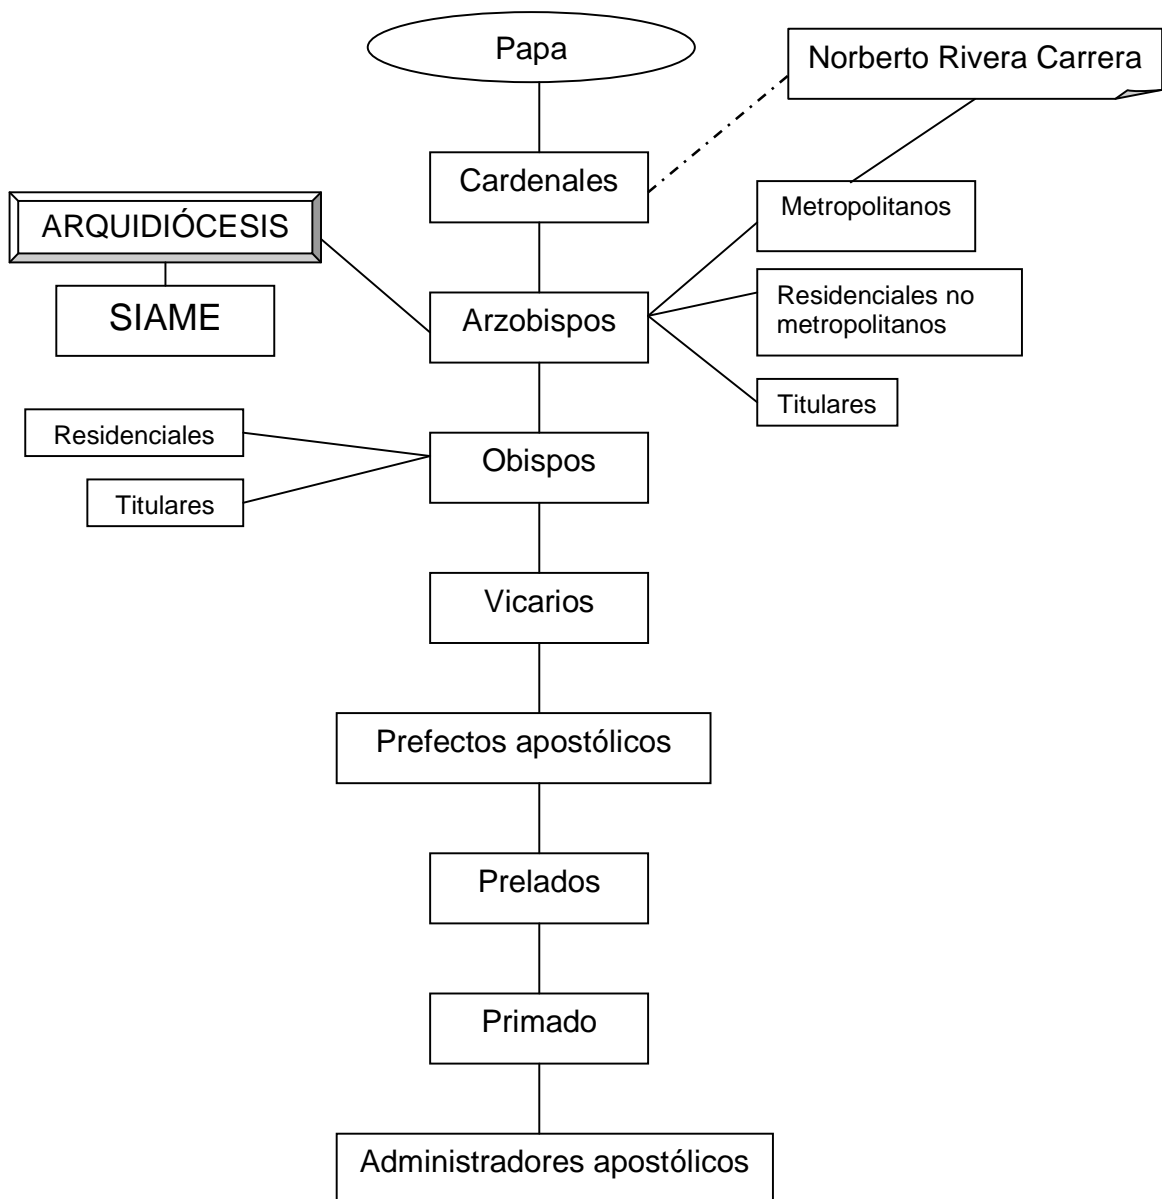 Papa
Norberto Rivera Carrera
Cardenales
Metropolitanos
ARQUIDIÓCESIS
SIAME
Arzobispos
Residenciales no
metropolitanos
Titulares
Residenciales
Obispos
Titulares
Vicarios
Prefectos apostólicos
Prelados
Primado
Administradores apostólicos